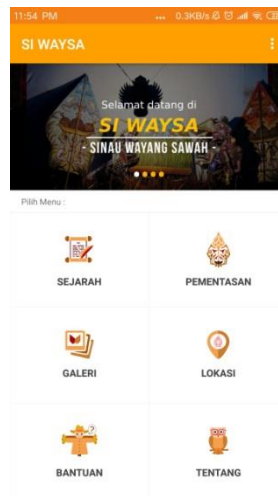 11:54 PM ... 0.3KB/s
SI WAYSA
Selamat datang di
SI WAYSA
- SINAU WAYANG SAWAH -
Pilih Menu :
SEJARAH PEMENTASAN
GALERI LOKASI
?
BANTUAN TENTANG